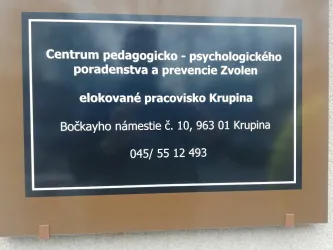 Centrum pedagogicko - psychologického
poradenstva a prevencie Zvolen
elokované pracovisko Krupina
Bočkayho námestie č. 10, 963 01 Krupina
045/ 55 12 493